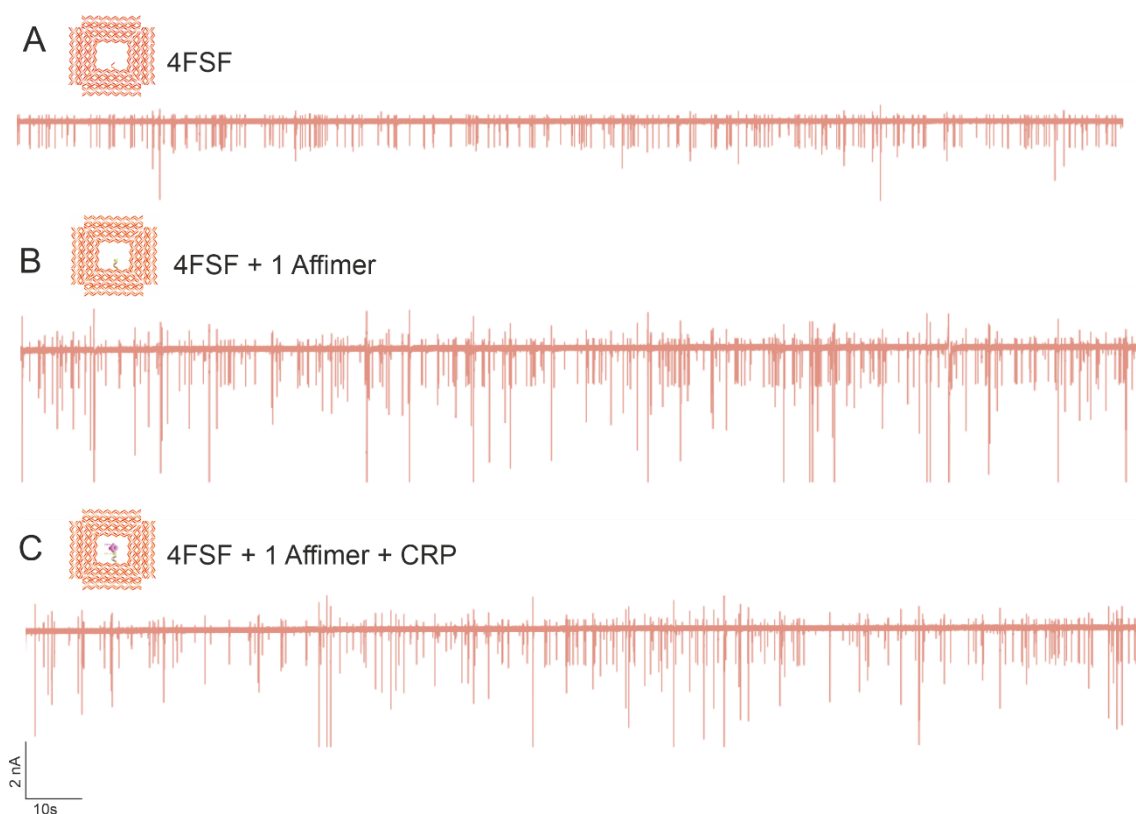 A
4FSF
B
4FSF + 1 Affimer
C
4FSF + 1 Affimer + CRP
2 nA
10s